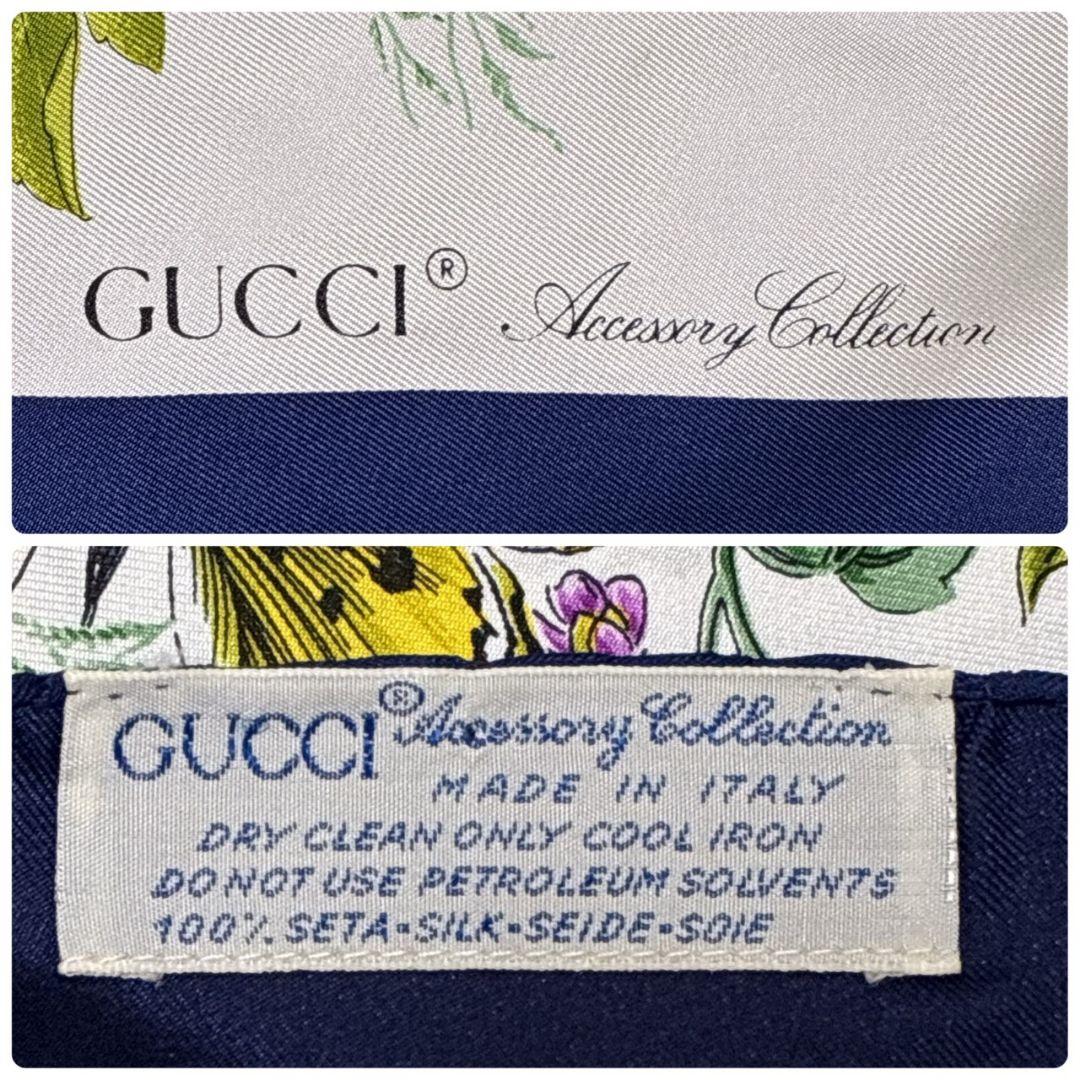 GUCCI® Accessory Collection
GUCCI® Accessory Collection
MADE IN ITALY
DRY CLEAN ONLY COOL IRON
DO NOT USE PETROLEUM SOLVENTS
100% SETA-SILK-SEIDE-SOIE